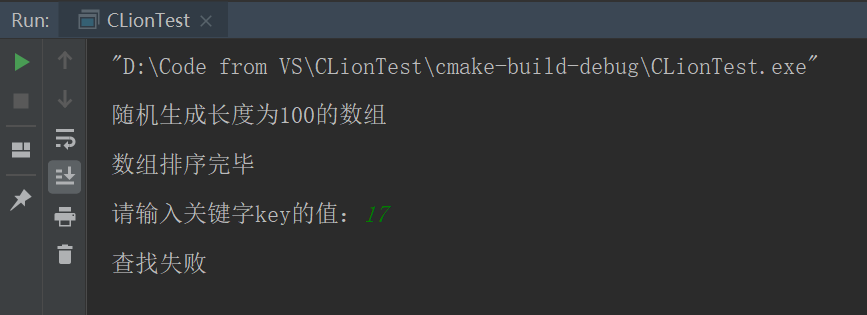 Run: CLionTest
"D:\Code from VS\CLionTest\cmake-build-debug\CLionTest.exe"
随机生成长度为100的数组
数组排序完毕
请输入关键字key的值：17
查找失败